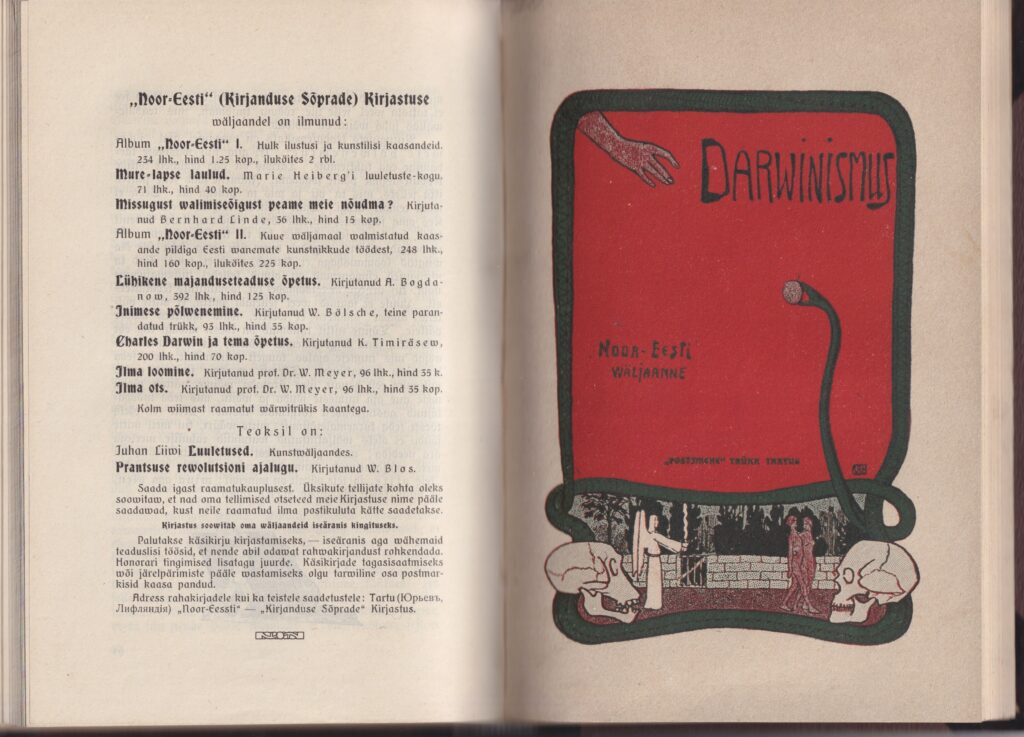 „Noor-Eesti“ (Kirjanduse Sõprade) Kirjastuse
wäljaandel on ilmunud:
Album „Noor-Eesti“ I. Hulk ilustusi ja kunstilisi kaasandeid.
234 lhk., hind 1.25 kop., iluköites 2 rbl.
Mure-lapse laulud. Marie Heiberg'i luuletuste-kogu,
71 lhk., hind 40 kop.
Missugust walimiseõigust peame meie nõudma? Kirjuta-
nud Bernhard Linde, 36 lhk., hind 15 kop.
Album „Noor-Eesti“ II. Kuue wäljamaal walmistatud kaas-
ande pildiga Eesti wanemate kunstnikkude töödest, 248 lhk.,
hind 160 kop., iluköites 225 kop.
Lühikene majanduseteaduse õpetus. Kirjutanud A. Bogda-
now, 392 lhk., hind 125 kop.
Inimese põlwenemine. Kirjutanud W. Bölsche, teine paran-
datud trükk, 93 lhk., hind 35 kop.
Charles Darwin ja tema õpetus. Kirjutanud K. Timiräsew,
200 lhk., hind 70 kop.
Ilma loomine. Kirjutanud prof. Dr. W. Meyer, 96 lhk., hind 35 k.
Ilma ots. Kirjutanud prof. Dr. W. Meyer, 96 lhk., hind 35 kop.
Kolm wiimast raamatut wärwitrükis kaantega.
Teoksil on:
Juhan Liiwi Luuletused. Kunstwäljaandes.
Prantsuse rewolutsioni ajalugu. Kirjutanud W. Blos.
Saada igast raamatukauplusest. Üksikute tellijate kohta oleks
soowitaw, et nad oma tellimised otseteed meie Kirjastuse nime pääle
saadawad, kust neile raamatud ilma postikuluta kätte saadetakse.
Kirjastus soowitab oma wäljaandeid iseäranis kingituseks.
Palutakse käsikirju kirjastamiseks, — iseäranis aga wähemaid
teaduslisi töösid, et nende abil odawat rahwakirjandust rohkendada.
Honorari tingimised lisatagu juurde. Käsikirjade tagasisaatmiseks
wõi järelpärimiste pääle wastamiseks olgu tarwiline osa postmar-
kisid kaasa pandud.
Adress rahakirjadele kui ka teistele saadetustele: Tartu (Юрьевъ,
Лифляндія) „Noor-Eessti“ — „Kirjanduse Sõprade“ Kirjastus.
DARWINISMUS
NOOR-EESTI
WÄLJAANNE
„POSTIMEHE“ TRÜKK TARTUS